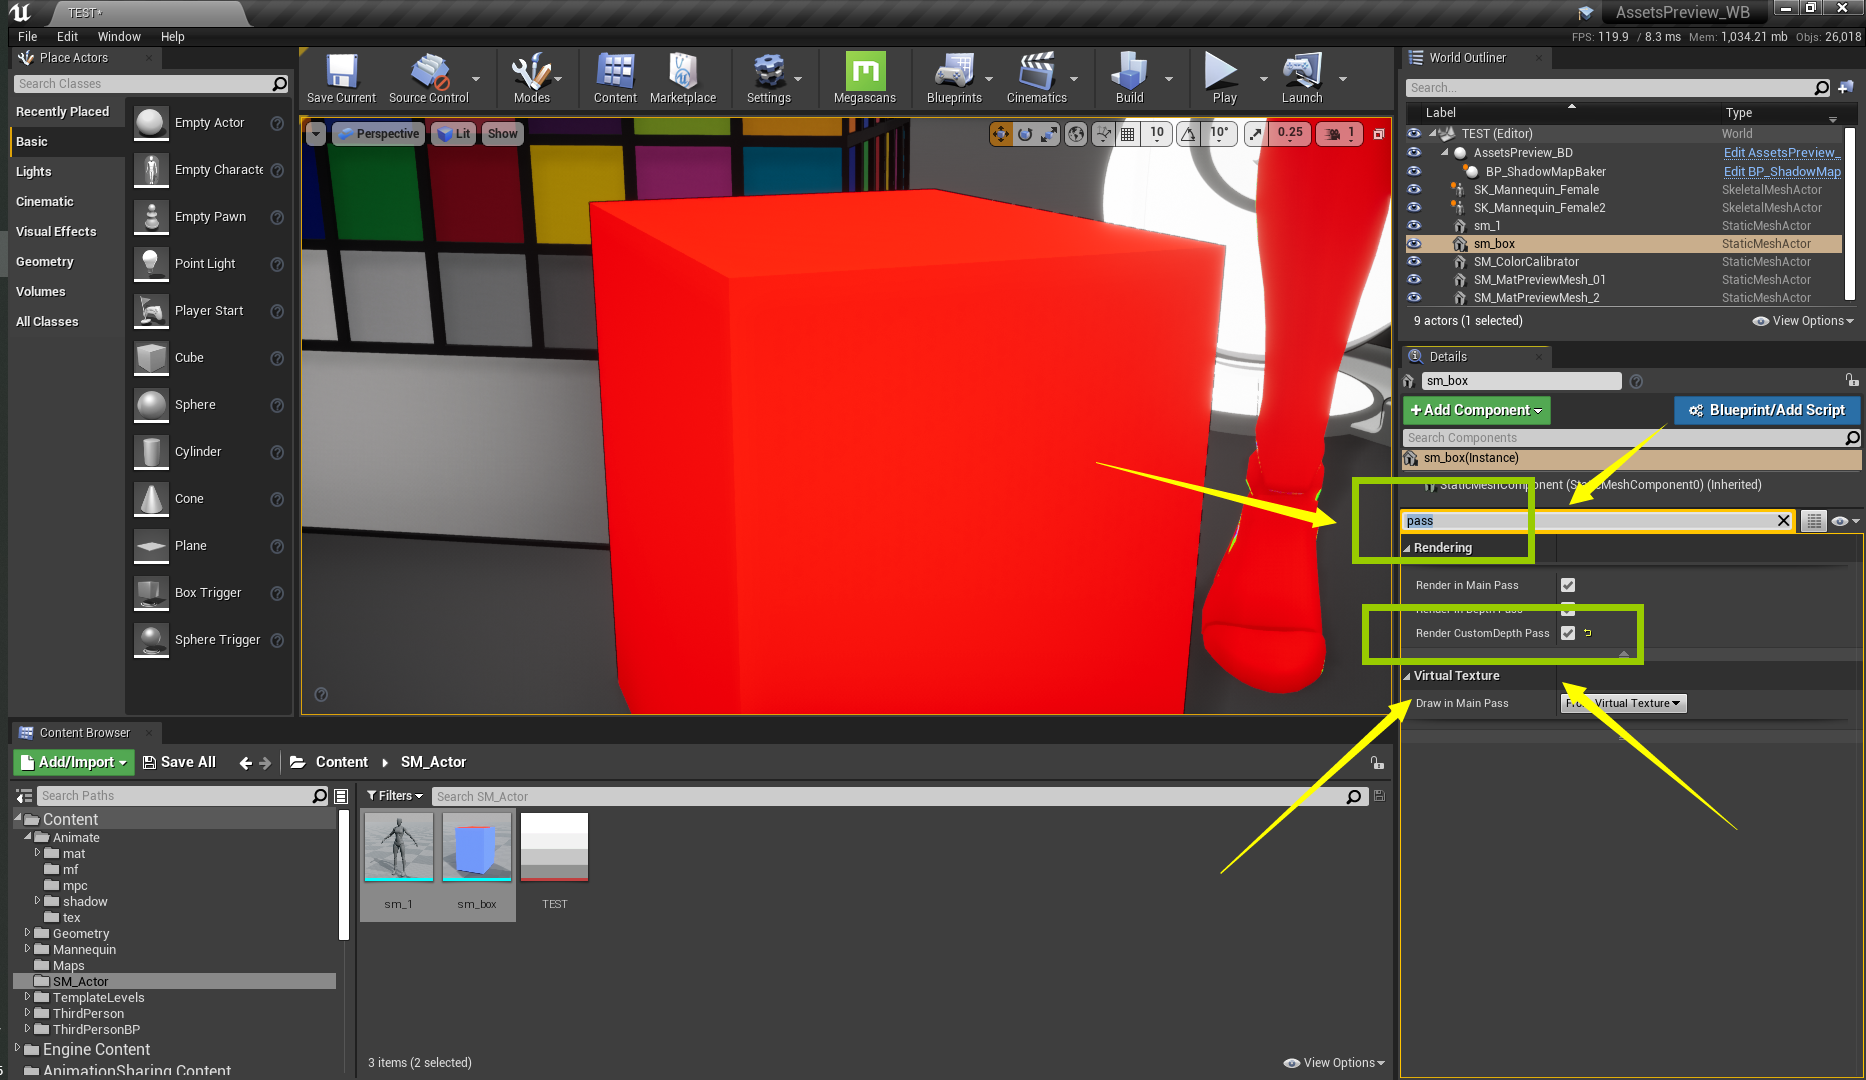 TEST*
AssetsPreview_WB
File Edit Window Help
FPS: 119.9 / 8.3 ms Mem: 1,034.21 mb Objs: 26,018
Place Actors
Search Classes
Recently Placed
Basic
Lights
Cinematic
Visual Effects
Geometry
Volumes
All Classes
Empty Actor
Empty Characte
Empty Pawn
Point Light
Player Start
Cube
Sphere
Cylinder
Cone
Plane
Box Trigger
Sphere Trigger
Save Current
Source Control
Modes
Content
Marketplace
Settings
Megascans
Blueprints
Cinematics
Build
Play
Launch
Perspective
Lit
Show
10
10°
0.25
1
World Outliner
Search...
Label Type
TEST (Editor) World
AssetsPreview_BD Edit AssetsPreview_
BP_ShadowMapBaker Edit BP_ShadowMap
SK_Mannequin_Female SkeletalMeshActor
SK_Mannequin_Female2 SkeletalMeshActor
sm_1 StaticMeshActor
sm_box StaticMeshActor
SM_ColorCalibrator StaticMeshActor
SM_MatPreviewMesh_01 StaticMeshActor
SM_MatPreviewMesh_2 StaticMeshActor
9 actors (1 selected)
View Options
Details
sm_box
+Add Component
Blueprint/Add Script
Search Components
sm_box(Instance)
(Inherited)
pass
Rendering
Render in Main Pass
Render in Depth Pass
Render CustomDepth Pass
Virtual Texture
Draw in Main Pass
Virtual Texture
Content Browser
Add/Import
Save All
Content
SM_Actor
Search Paths
Content
Animate
mat
mf
mpc
shadow
tex
Geometry
Mannequin
Maps
SM_Actor
TemplateLevels
ThirdPerson
ThirdPersonBP
Engine Content
AnimationSharing Content
Filters
Search SM_Actor
sm_1
sm_box
TEST
3 items (2 selected)
View Options